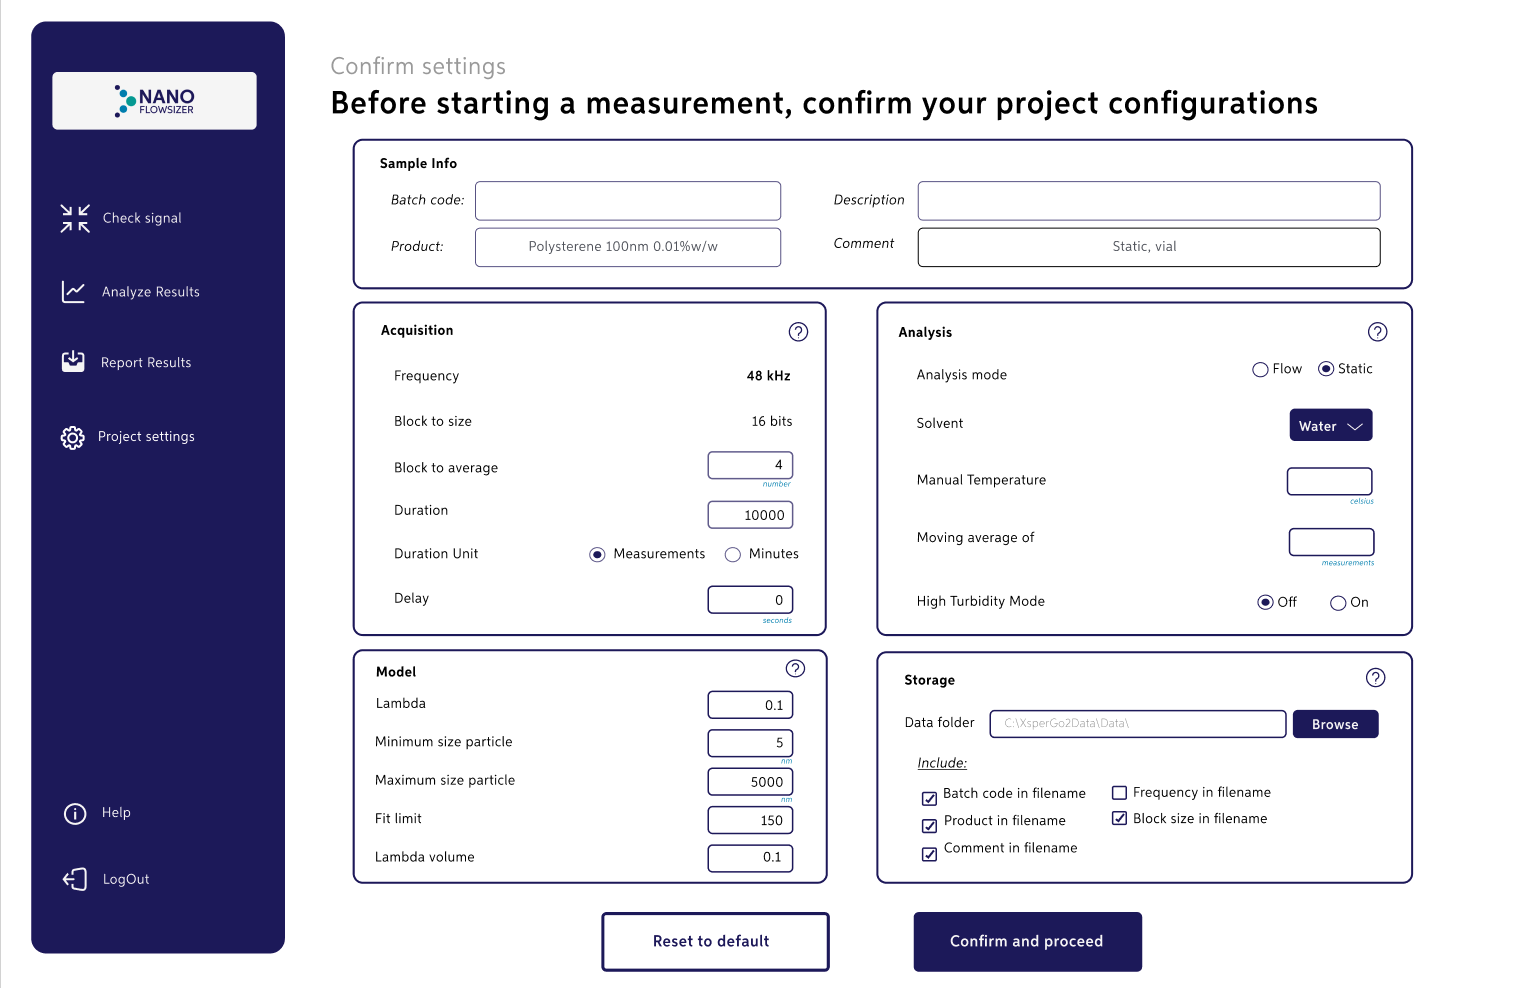 NANO
FLOWSIZER
Check signal
Analyze Results
Report Results
Project settings
Help
LogOut
Confirm settings
Before starting a measurement, confirm your project configurations
Sample Info
Batch code:
Description
Product: Polysterene 100nm 0.01%w/w
Comment Static, vial
Acquisition
Frequency 48 kHz
Block to size 16 bits
Block to average 4
number
Duration 10000
Duration Unit Measurements Minutes
Delay 0
seconds
Analysis
Analysis mode Flow Static
Solvent Water
Manual Temperature
celsius
Moving average of
measurements
High Turbidity Mode Off On
Model
Lambda 0.1
Minimum size particle 5
nm
Maximum size particle 5000
nm
Fit limit 150
Lambda volume 0.1
Storage
Data folder C:\XsperGo2Data\Data\ Browse
Include:
Batch code in filename
Product in filename
Comment in filename
Frequency in filename
Block size in filename
Reset to default
Confirm and proceed